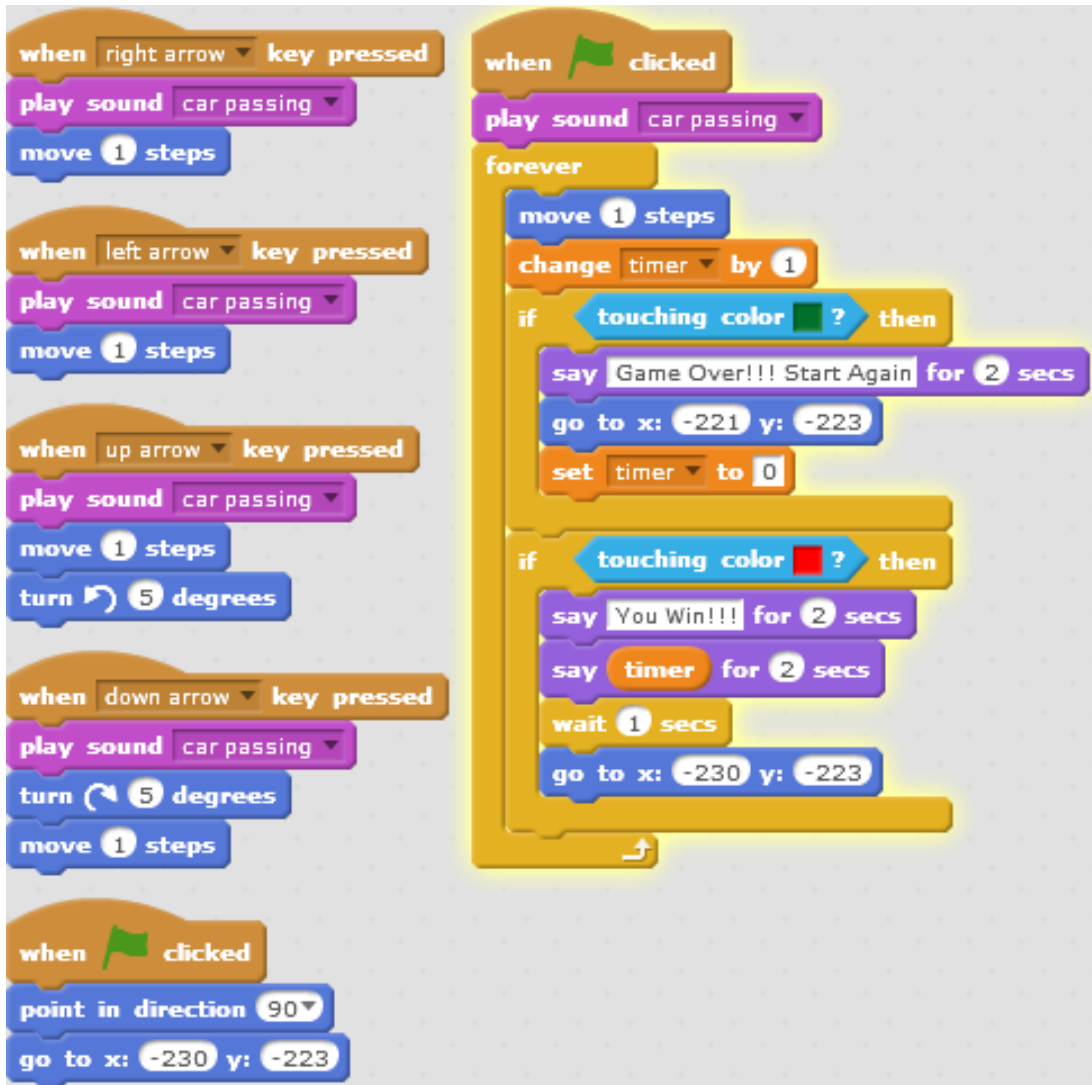 when right arrow key pressed
play sound car passing
move 1 steps
when left arrow key pressed
play sound car passing
move 1 steps
when up arrow key pressed
play sound car passing
move 1 steps
turn 5 degrees
when down arrow key pressed
play sound car passing
turn 5 degrees
move 1 steps
when clicked
point in direction 90
go to x: -230 y: -223
when clicked
play sound car passing
forever
move 1 steps
change timer by 1
if touching color ? then
say Game Over!!! Start Again for 2 secs
go to x: -221 y: -223
set timer to 0
if touching color ? then
say You Win!!! for 2 secs
say timer for 2 secs
wait 1 secs
go to x: -230 y: -223